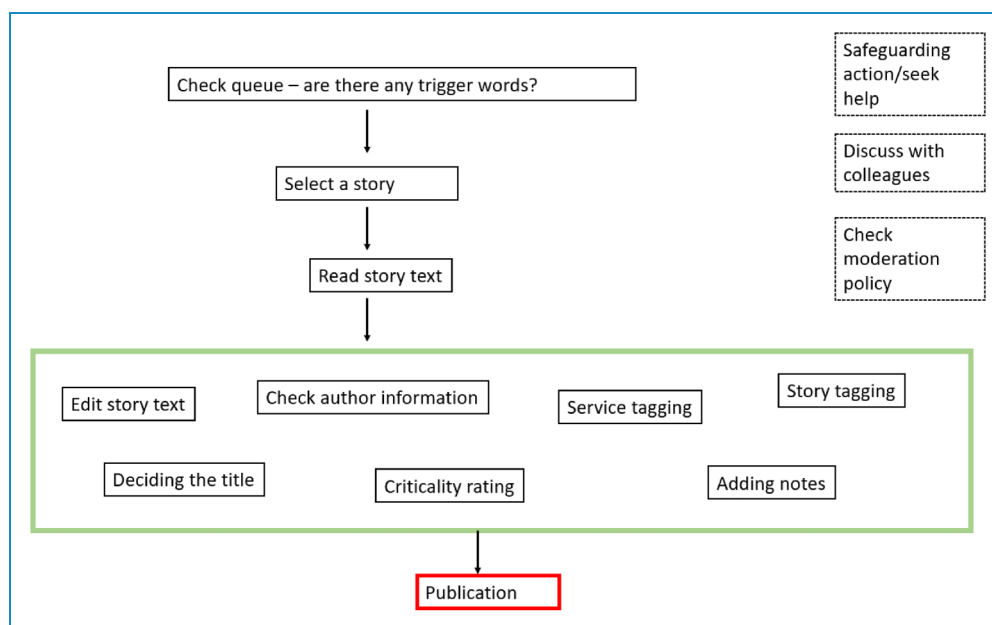 Check queue – are there any trigger words?
Select a story
Read story text
Safeguarding
action/seek
help
Discuss with
colleagues
Check
moderation
policy
Edit story text
Check author information
Service tagging
Story tagging
Deciding the title
Criticality rating
Adding notes
Publication